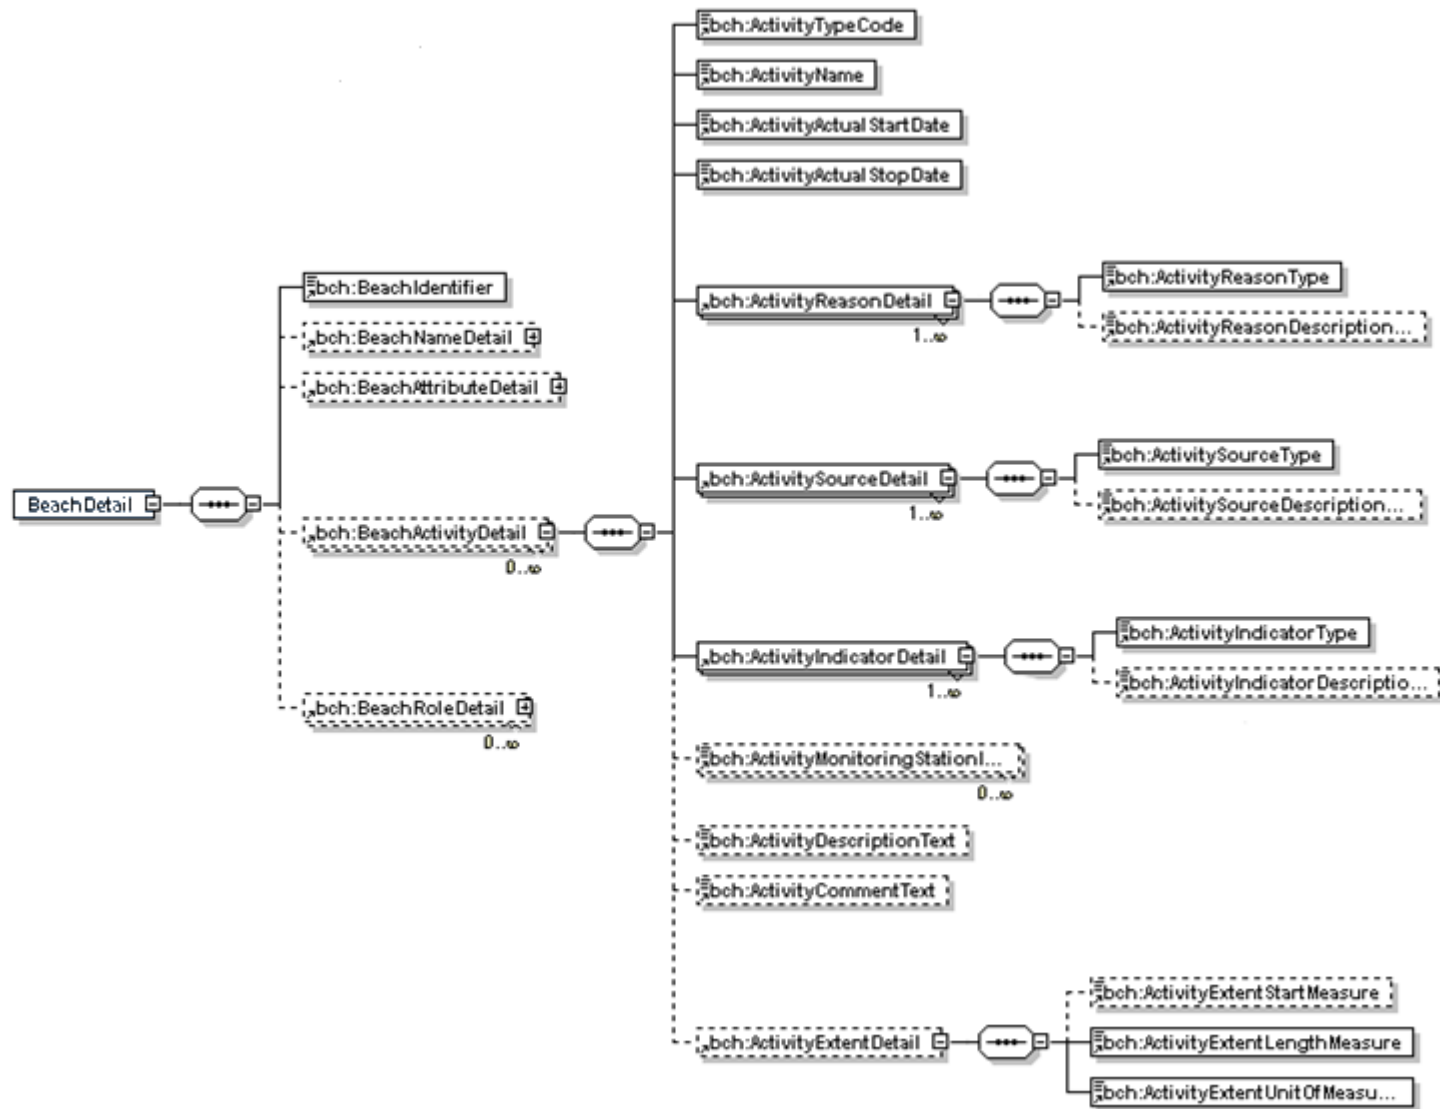 bch:ActivityTypeCode
bch:ActivityName
bch:ActivityActualStartDate
bch:ActivityActualStopDate
bch:BeachIdentifier
bch:ActivityReasonDetail
1..∞
bch:ActivityReasonType
bch:ActivityReasonDescription...
bch:BeachNameDetail
bch:BeachAttributeDetail
BeachDetail
bch:BeachActivityDetail
0..∞
bch:ActivitySourceDetail
1..∞
bch:ActivitySourceType
bch:ActivitySourceDescription...
bch:ActivityIndicatorDetail
1..∞
bch:ActivityIndicatorType
bch:ActivityIndicatorDescriptio...
bch:BeachRoleDetail
0..∞
bch:ActivityMonitoringStationI...
0..∞
bch:ActivityDescriptionText
bch:ActivityCommentText
bch:ActivityExtentDetail
bch:ActivityExtentStartMeasure
bch:ActivityExtentLengthMeasure
bch:ActivityExtentUnitOfMeasu...